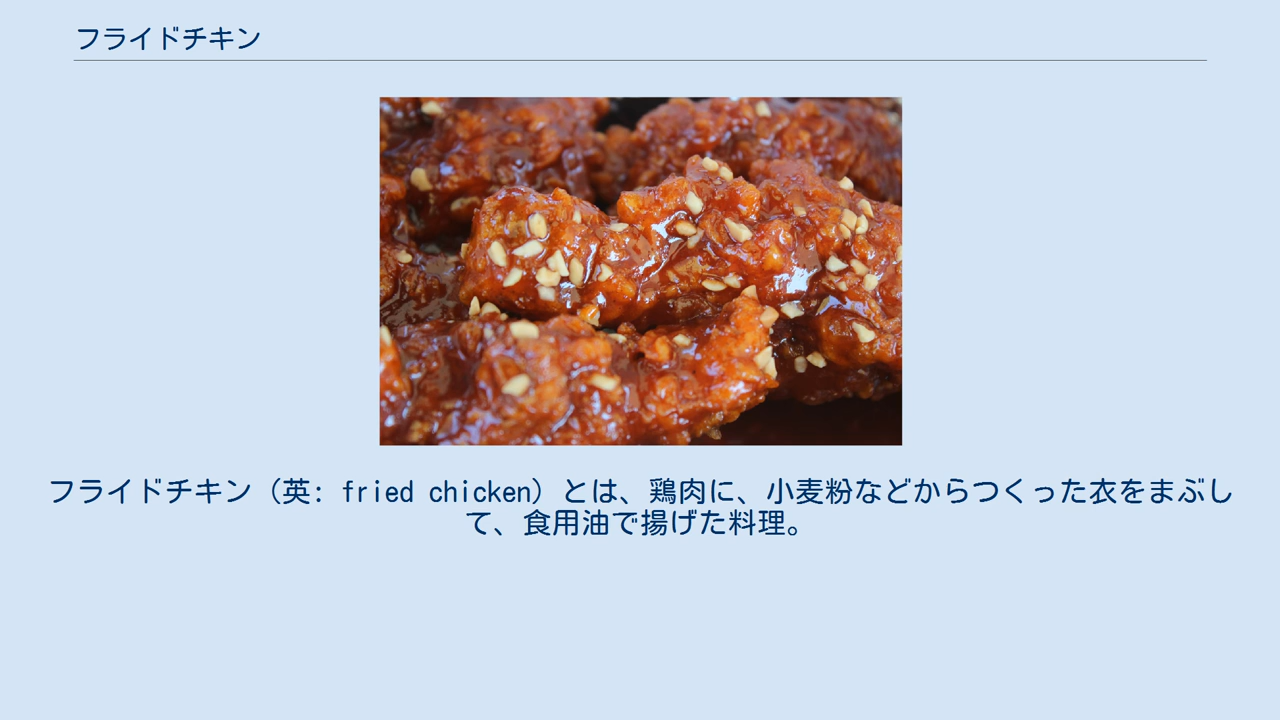 フライドチキン
フライドチキン（英: fried chicken）とは、鶏肉に、小麦粉などからつくった衣をまぶし
て、食用油で揚げた料理。